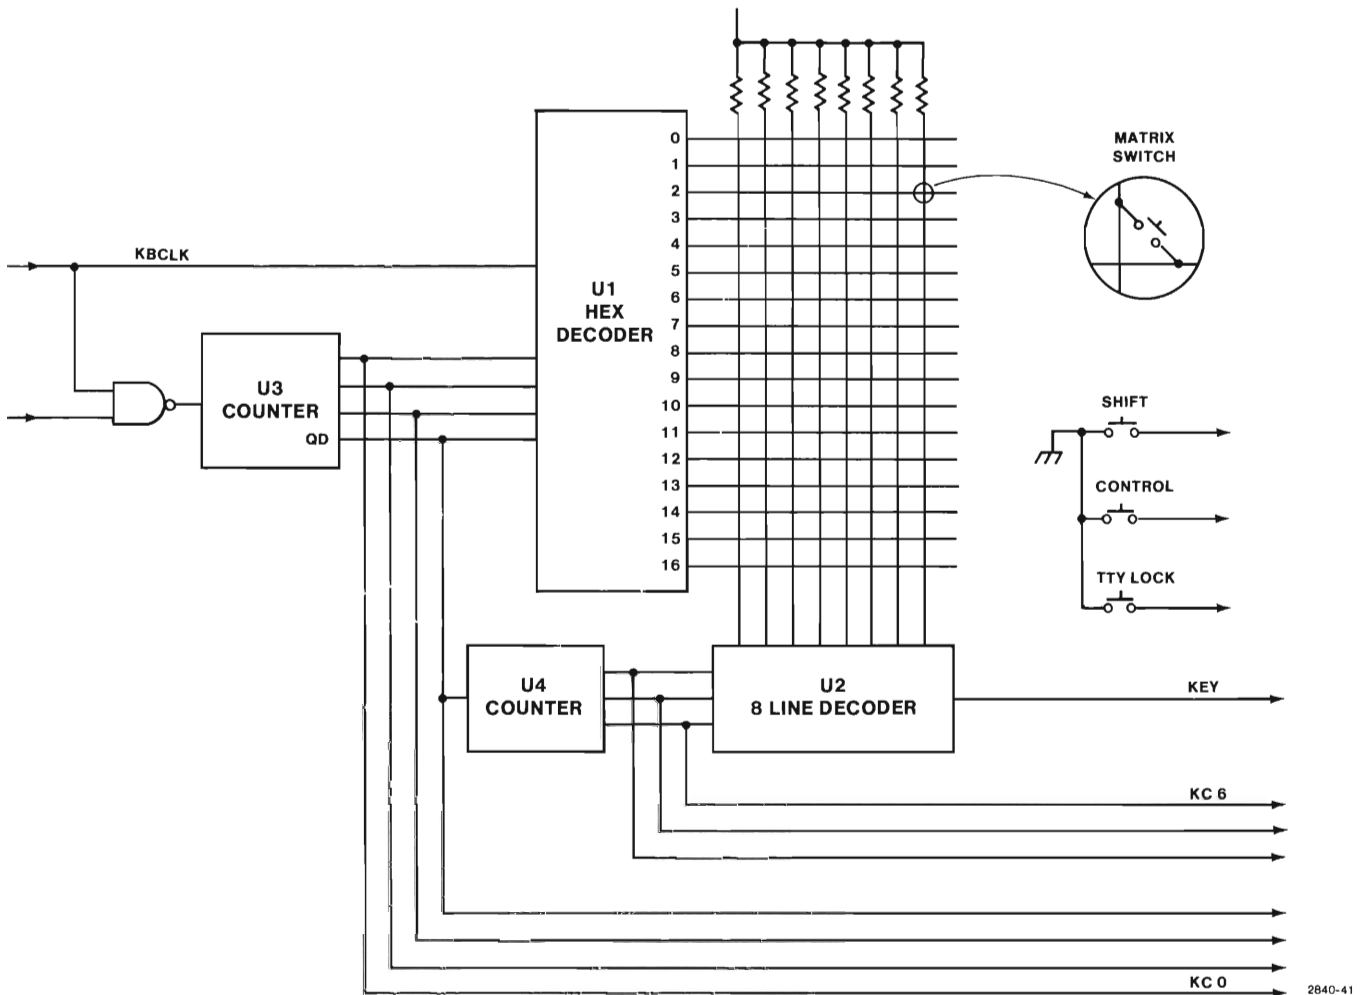 MATRIX
SWITCH
KBCLK
U1
HEX
DECODER
0
1
2
3
4
5
6
7
8
9
10
11
12
13
14
15
16
U3
COUNTER
QD
SHIFT
CONTROL
TTY LOCK
U4
COUNTER
U2
8 LINE DECODER
KEY
KC 6
KC 0
2840-41